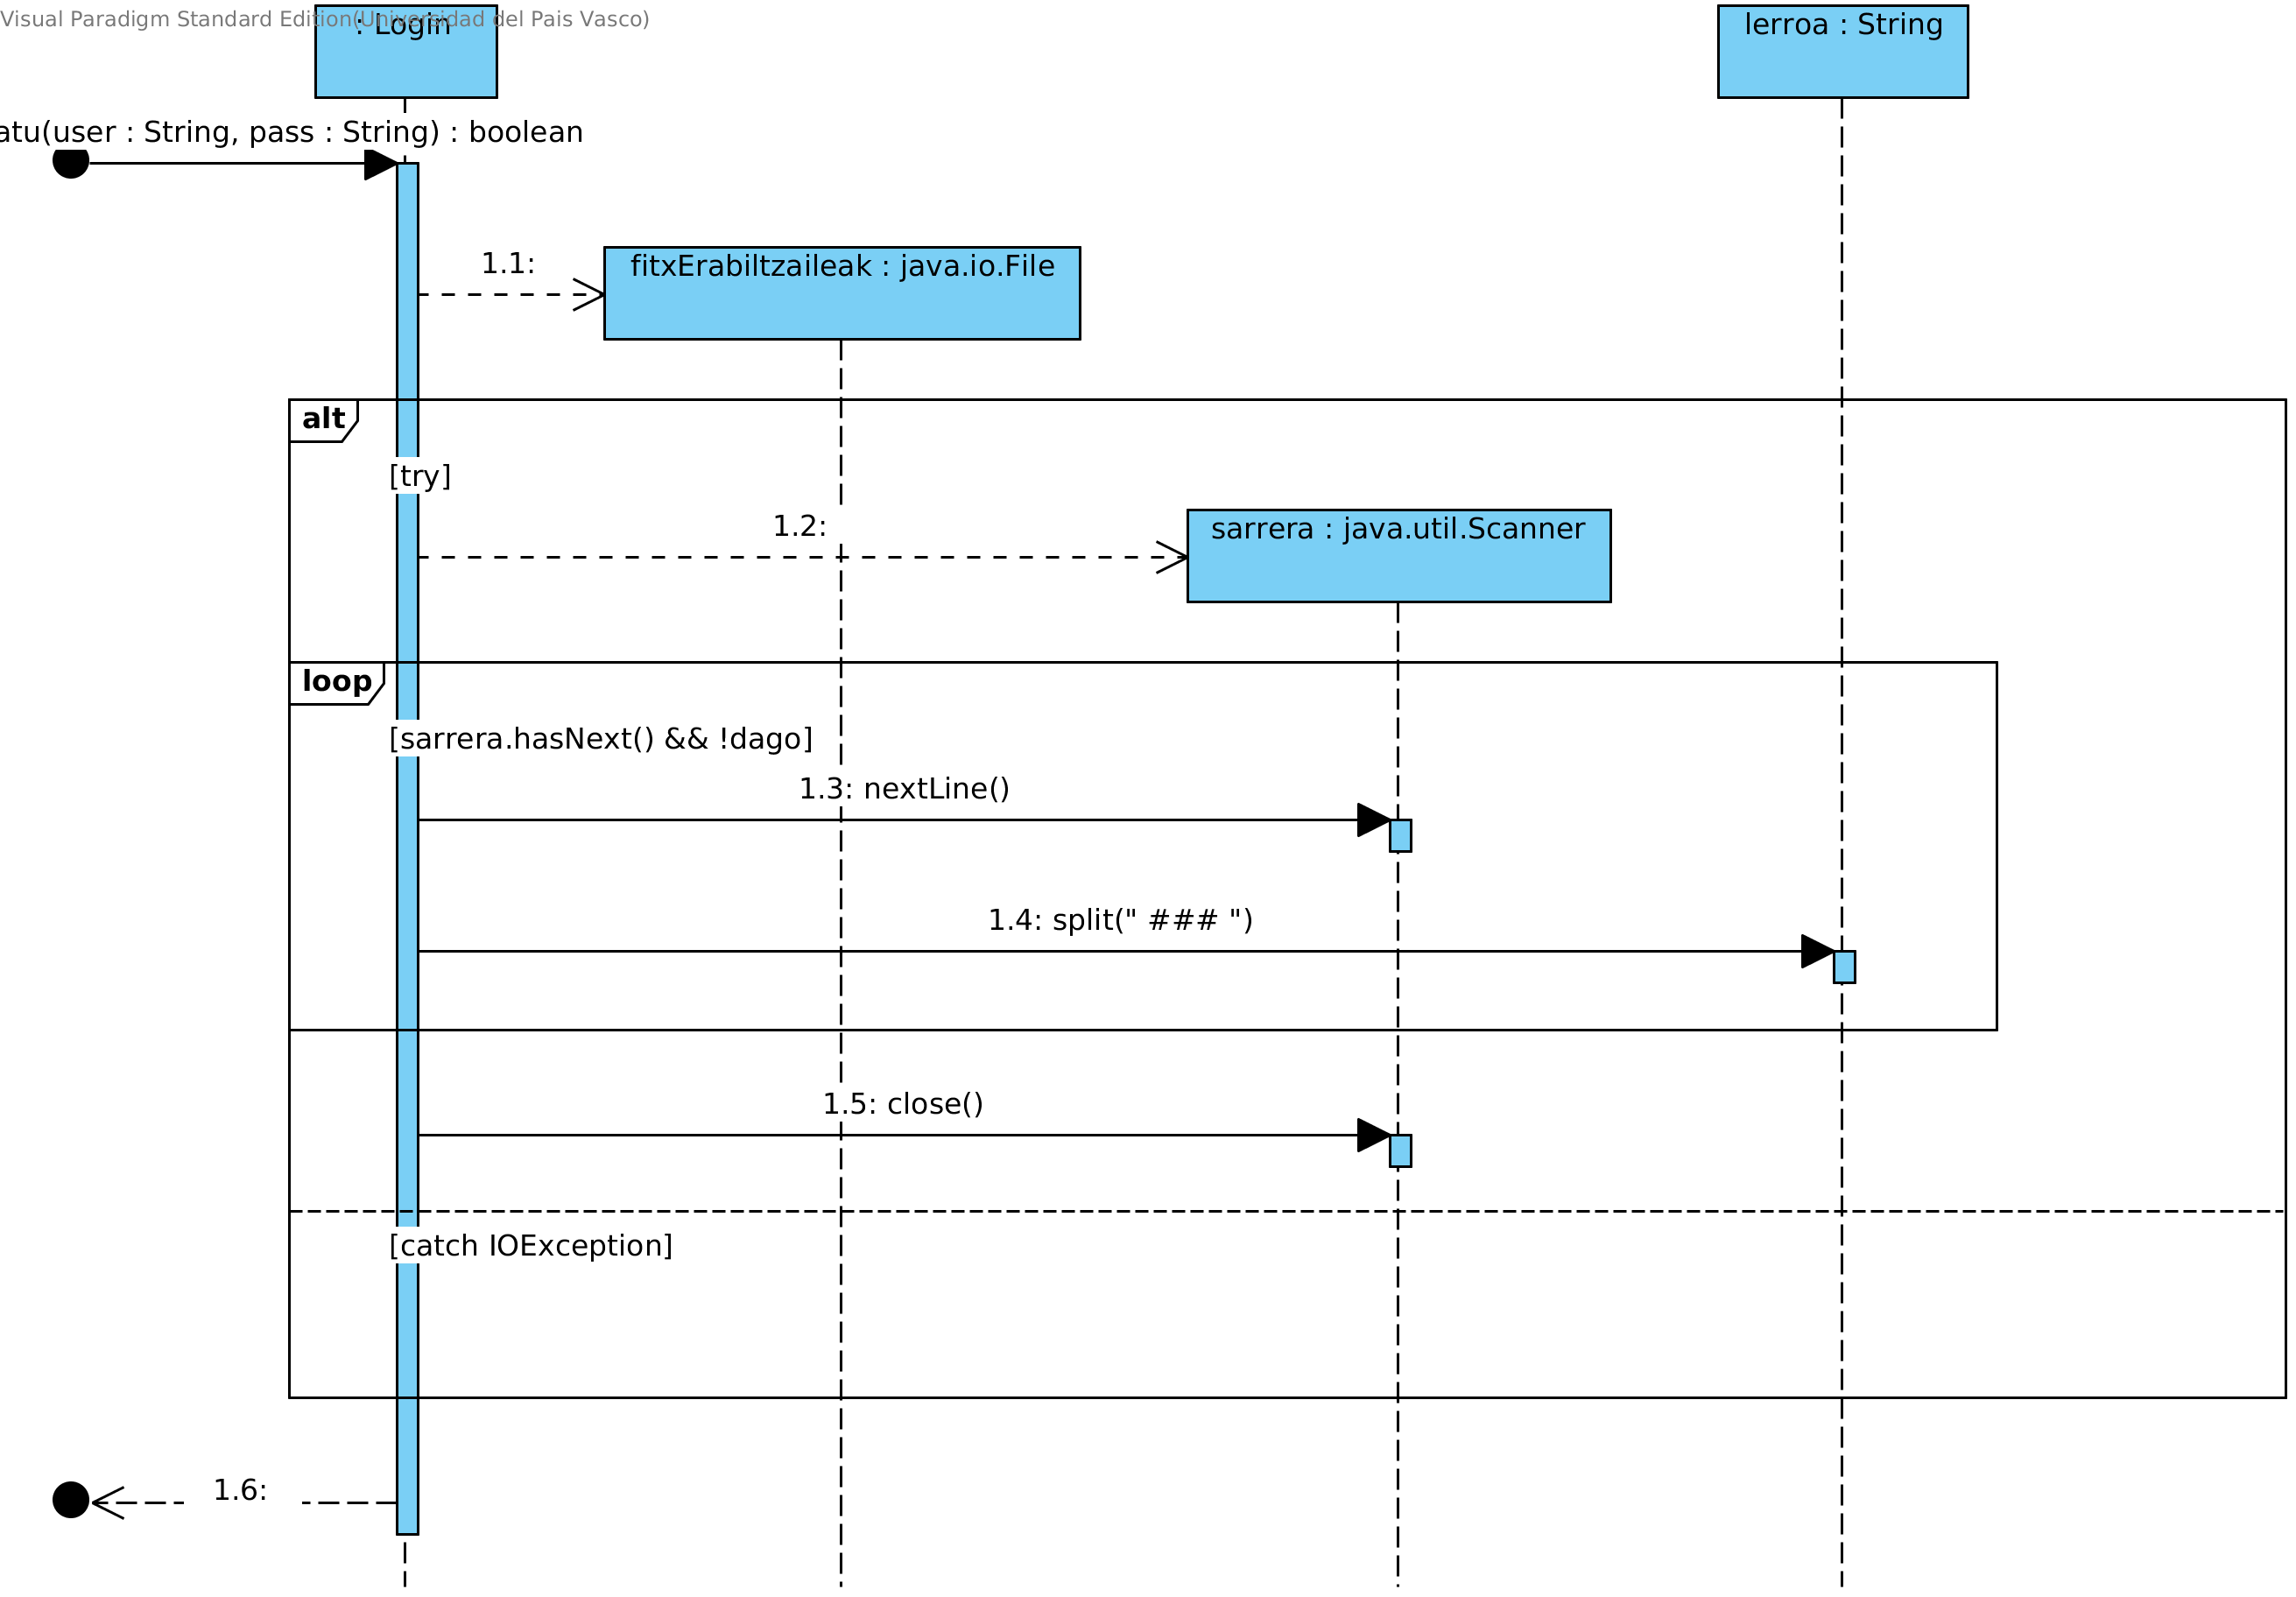 Visual Paradigm Standard Edition(Universidad del Pais Vasco)
: Login
lerroa : String
atu(user : String, pass : String) : boolean
1.1:
fitxErabiltzaileak : java.io.File
alt
[try]
1.2:
sarrera : java.util.Scanner
loop
[sarrera.hasNext() && !dago]
1.3: nextLine()
1.4: split(" ### ")
1.5: close()
[catch IOException]
1.6: